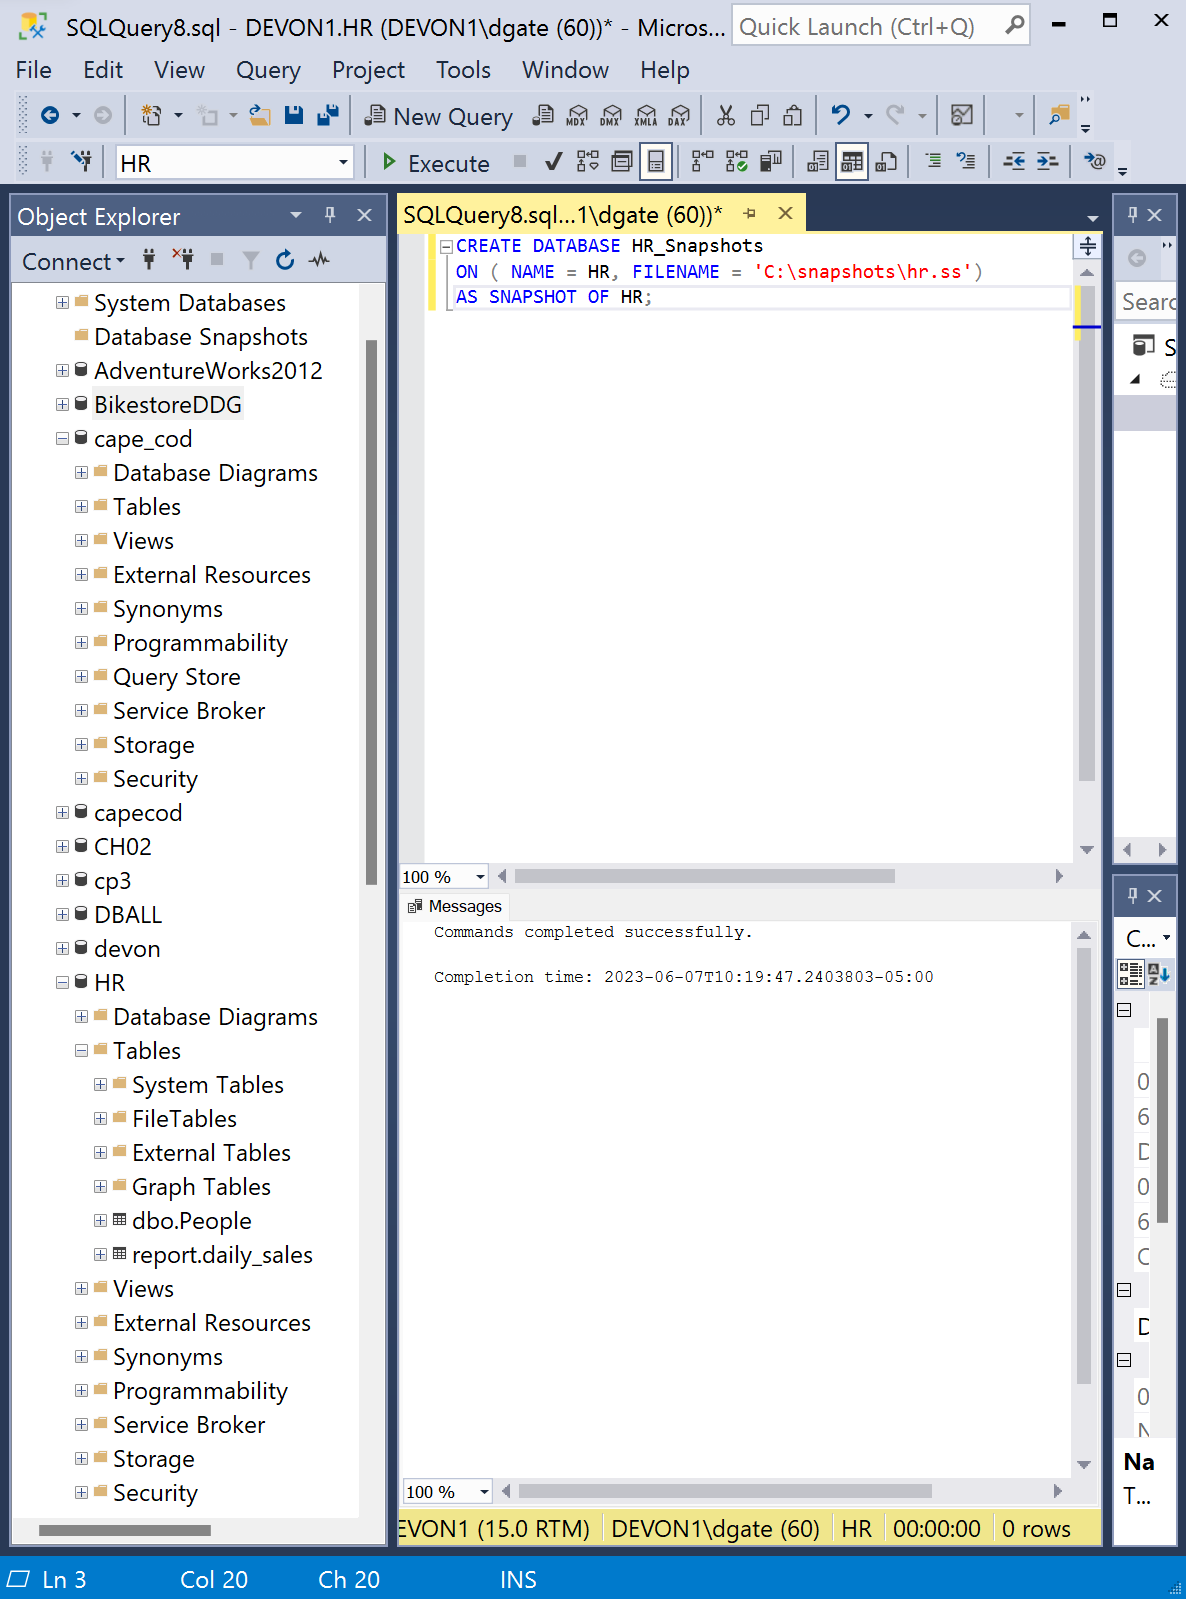 SQLQuery8.sql - DEVON1.HR (DEVON1\dgate (60))* - Micros...
Quick Launch (Ctrl+Q)
File Edit View Query Project Tools Window Help
New Query MDX DMX XMLA DAX
HR Execute
Object Explorer
Connect
System Databases
Database Snapshots
AdventureWorks2012
BikestoreDDG
cape_cod
Database Diagrams
Tables
Views
External Resources
Synonyms
Programmability
Query Store
Service Broker
Storage
Security
capecod
CH02
cp3
DBALL
devon
HR
Database Diagrams
Tables
System Tables
FileTables
External Tables
Graph Tables
dbo.People
report.daily_sales
Views
External Resources
Synonyms
Programmability
Service Broker
Storage
Security
SQLQuery8.sql...1\dgate (60))*
CREATE DATABASE HR_Snapshots
ON ( NAME = HR, FILENAME = 'C:\snapshots\hr.ss')
AS SNAPSHOT OF HR;
100 %
Messages
Commands completed successfully.
Completion time: 2023-06-07T10:19:47.2403803-05:00
100 %
EVON1 (15.0 RTM) DEVON1\dgate (60) HR 00:00:00 0 rows
Searc
S
C...
0
6
D
0
6
C
D
0
N
Na
T...
Ln 3 Col 20 Ch 20 INS